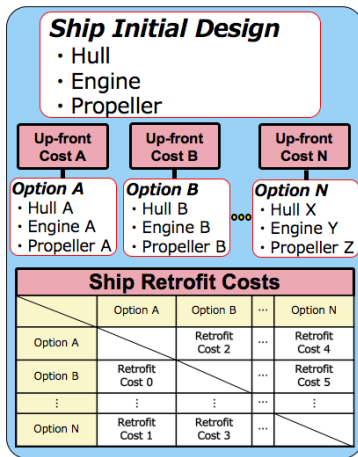 Ship Initial Design
・Hull
・Engine
・Propeller
Up-front Cost A
Up-front Cost B
Up-front Cost N
Option A
・Hull A
・Engine A
・Propeller A
Option B
・Hull B
・Engine B
・Propeller B
Option N
・Hull X
・Engine Y
・Propeller Z
Ship Retrofit Costs
Option A Option B ... Option N
Option A Retrofit Cost 2 ... Retrofit Cost 4
Option B Retrofit Cost 0 ... Retrofit Cost 5
⋮ ⋮ ⋮ ⋮
Option N Retrofit Cost 1 Retrofit Cost 3 ...